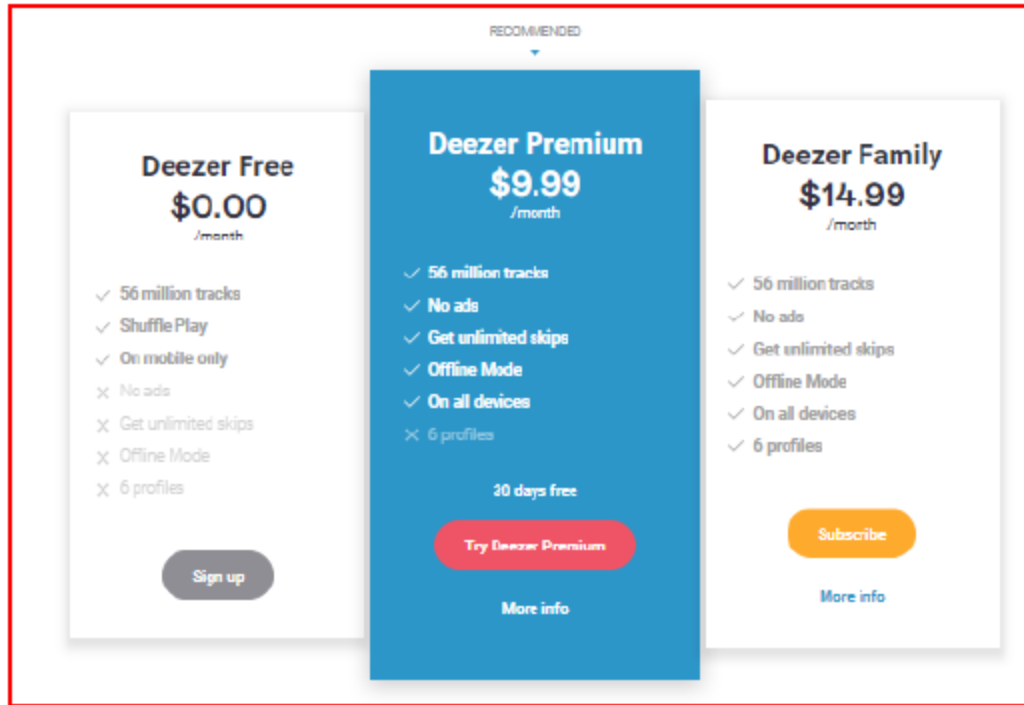 RECOMMENDED
Deezer Free
$0.00
/month
56 million tracks
Shuffle Play
On mobile only
No ads
Get unlimited skips
Offline Mode
6 profiles
Sign up
Deezer Premium
$9.99
/month
56 million tracks
No ads
Get unlimited skips
Offline Mode
On all devices
6 profiles
30 days free
Try Deezer Premium
More info
Deezer Family
$14.99
/month
56 million tracks
No ads
Get unlimited skips
Offline Mode
On all devices
6 profiles
Subscribe
More info